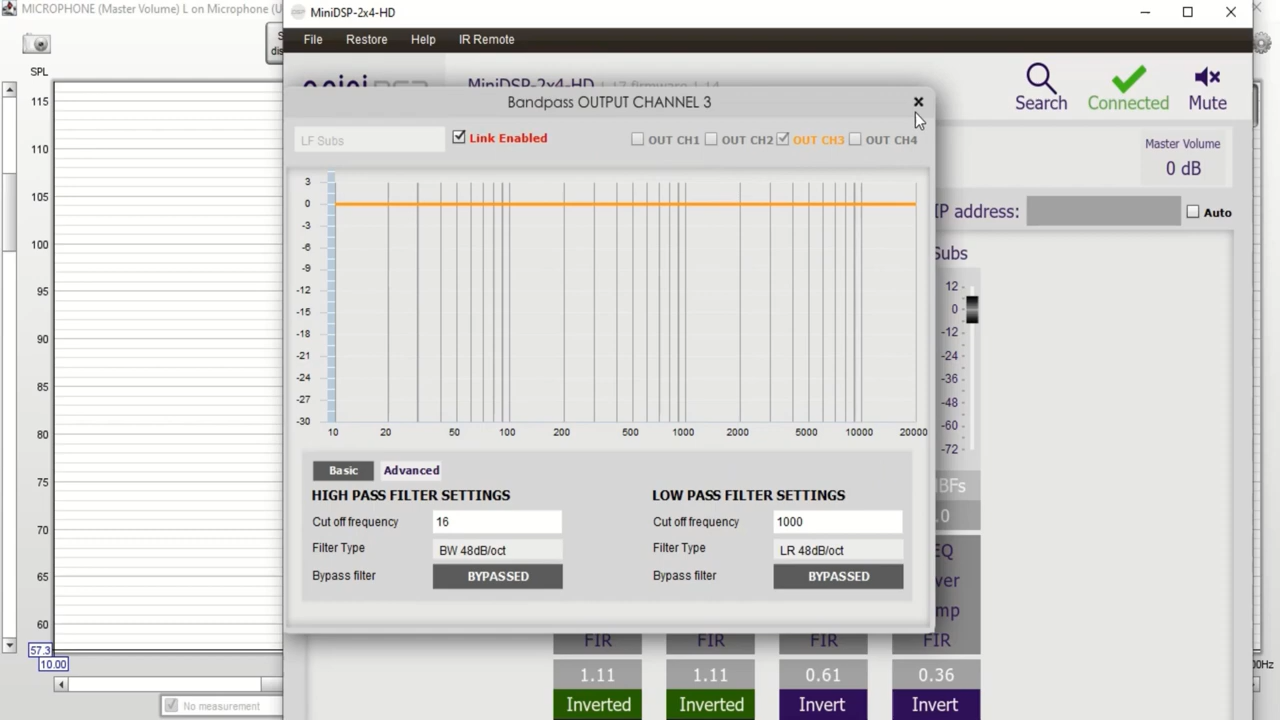 MICROPHONE (Master Volume) L on Microphone (U
MiniDSP-2x4-HD
File Restore Help IR Remote
SPL
MiniDSP-2x4-HD
Search Connected Mute
Bandpass OUTPUT CHANNEL 3
LF Subs Link Enabled OUT CH1 OUT CH2 OUT CH3 OUT CH4
Master Volume
0 dB
IP address: Auto
Subs
115
110
105
100
95
90
85
80
75
70
65
60
57.3
10.00
3
0
-3
-6
-9
-12
-15
-18
-21
-24
-27
-30
10 20 50 100 200 500 1000 2000 5000 10000 20000
12
0
-12
-24
-36
-48
-60
-72
Basic Advanced
HIGH PASS FILTER SETTINGS LOW PASS FILTER SETTINGS
Cut off frequency 16 Cut off frequency 1000
Filter Type BW 48dB/oct Filter Type LR 48dB/oct
Bypass filter BYPASSED Bypass filter BYPASSED
FIR FIR FIR FIR
1.11 1.11 0.61 0.36
Inverted Inverted Invert Invert
No measurement